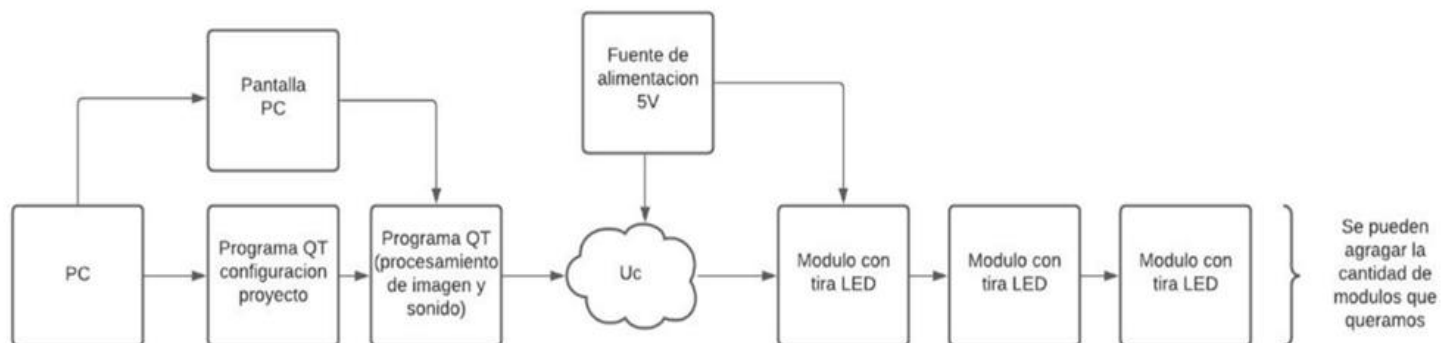 Pantalla
PC
Fuente de
alimentacion
5V
PC
Programa QT
configuracion
proyecto
Programa QT
(procesamiento
de imagen y
sonido)
Uc
Modulo con
tira LED
Modulo con
tira LED
Modulo con
tira LED
Se pueden
agragar la
cantidad de
modulos que
queramos